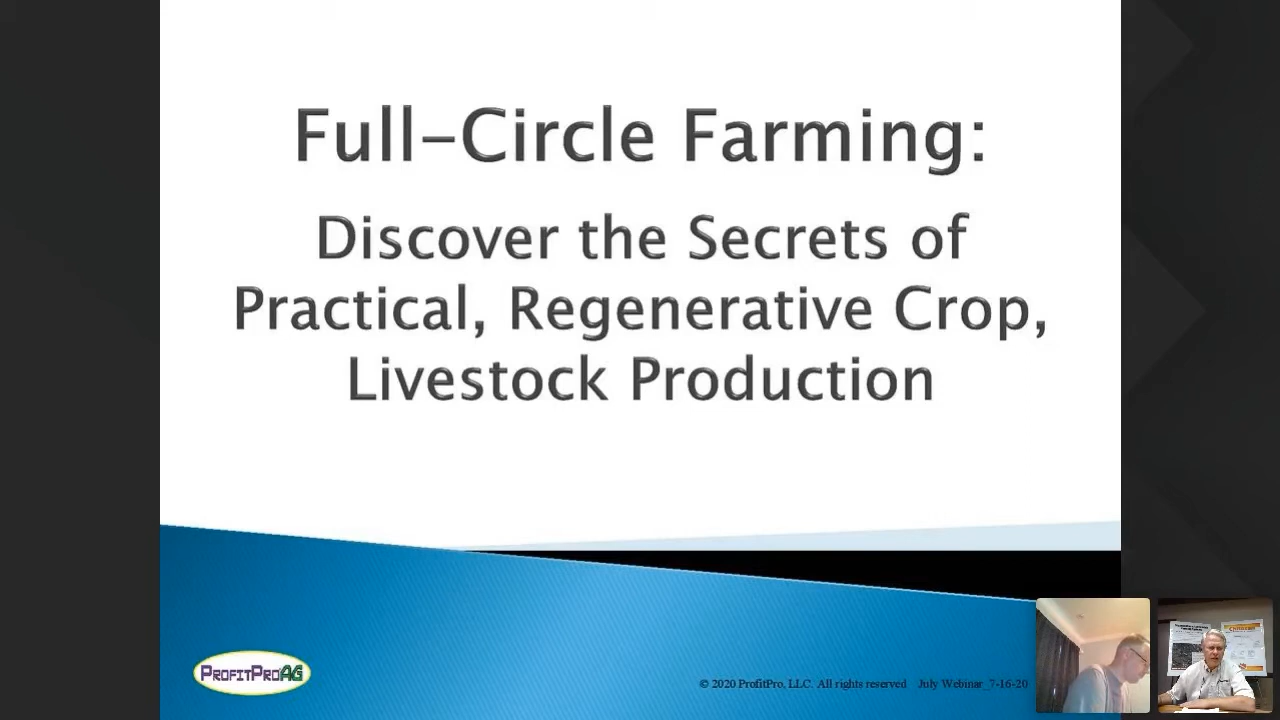 Full-Circle Farming:
Discover the Secrets of
Practical, Regenerative Crop,
Livestock Production
PROFITPROAG
© 2020 ProfitPro, LLC. All rights reserved July Webinar_7-16-20